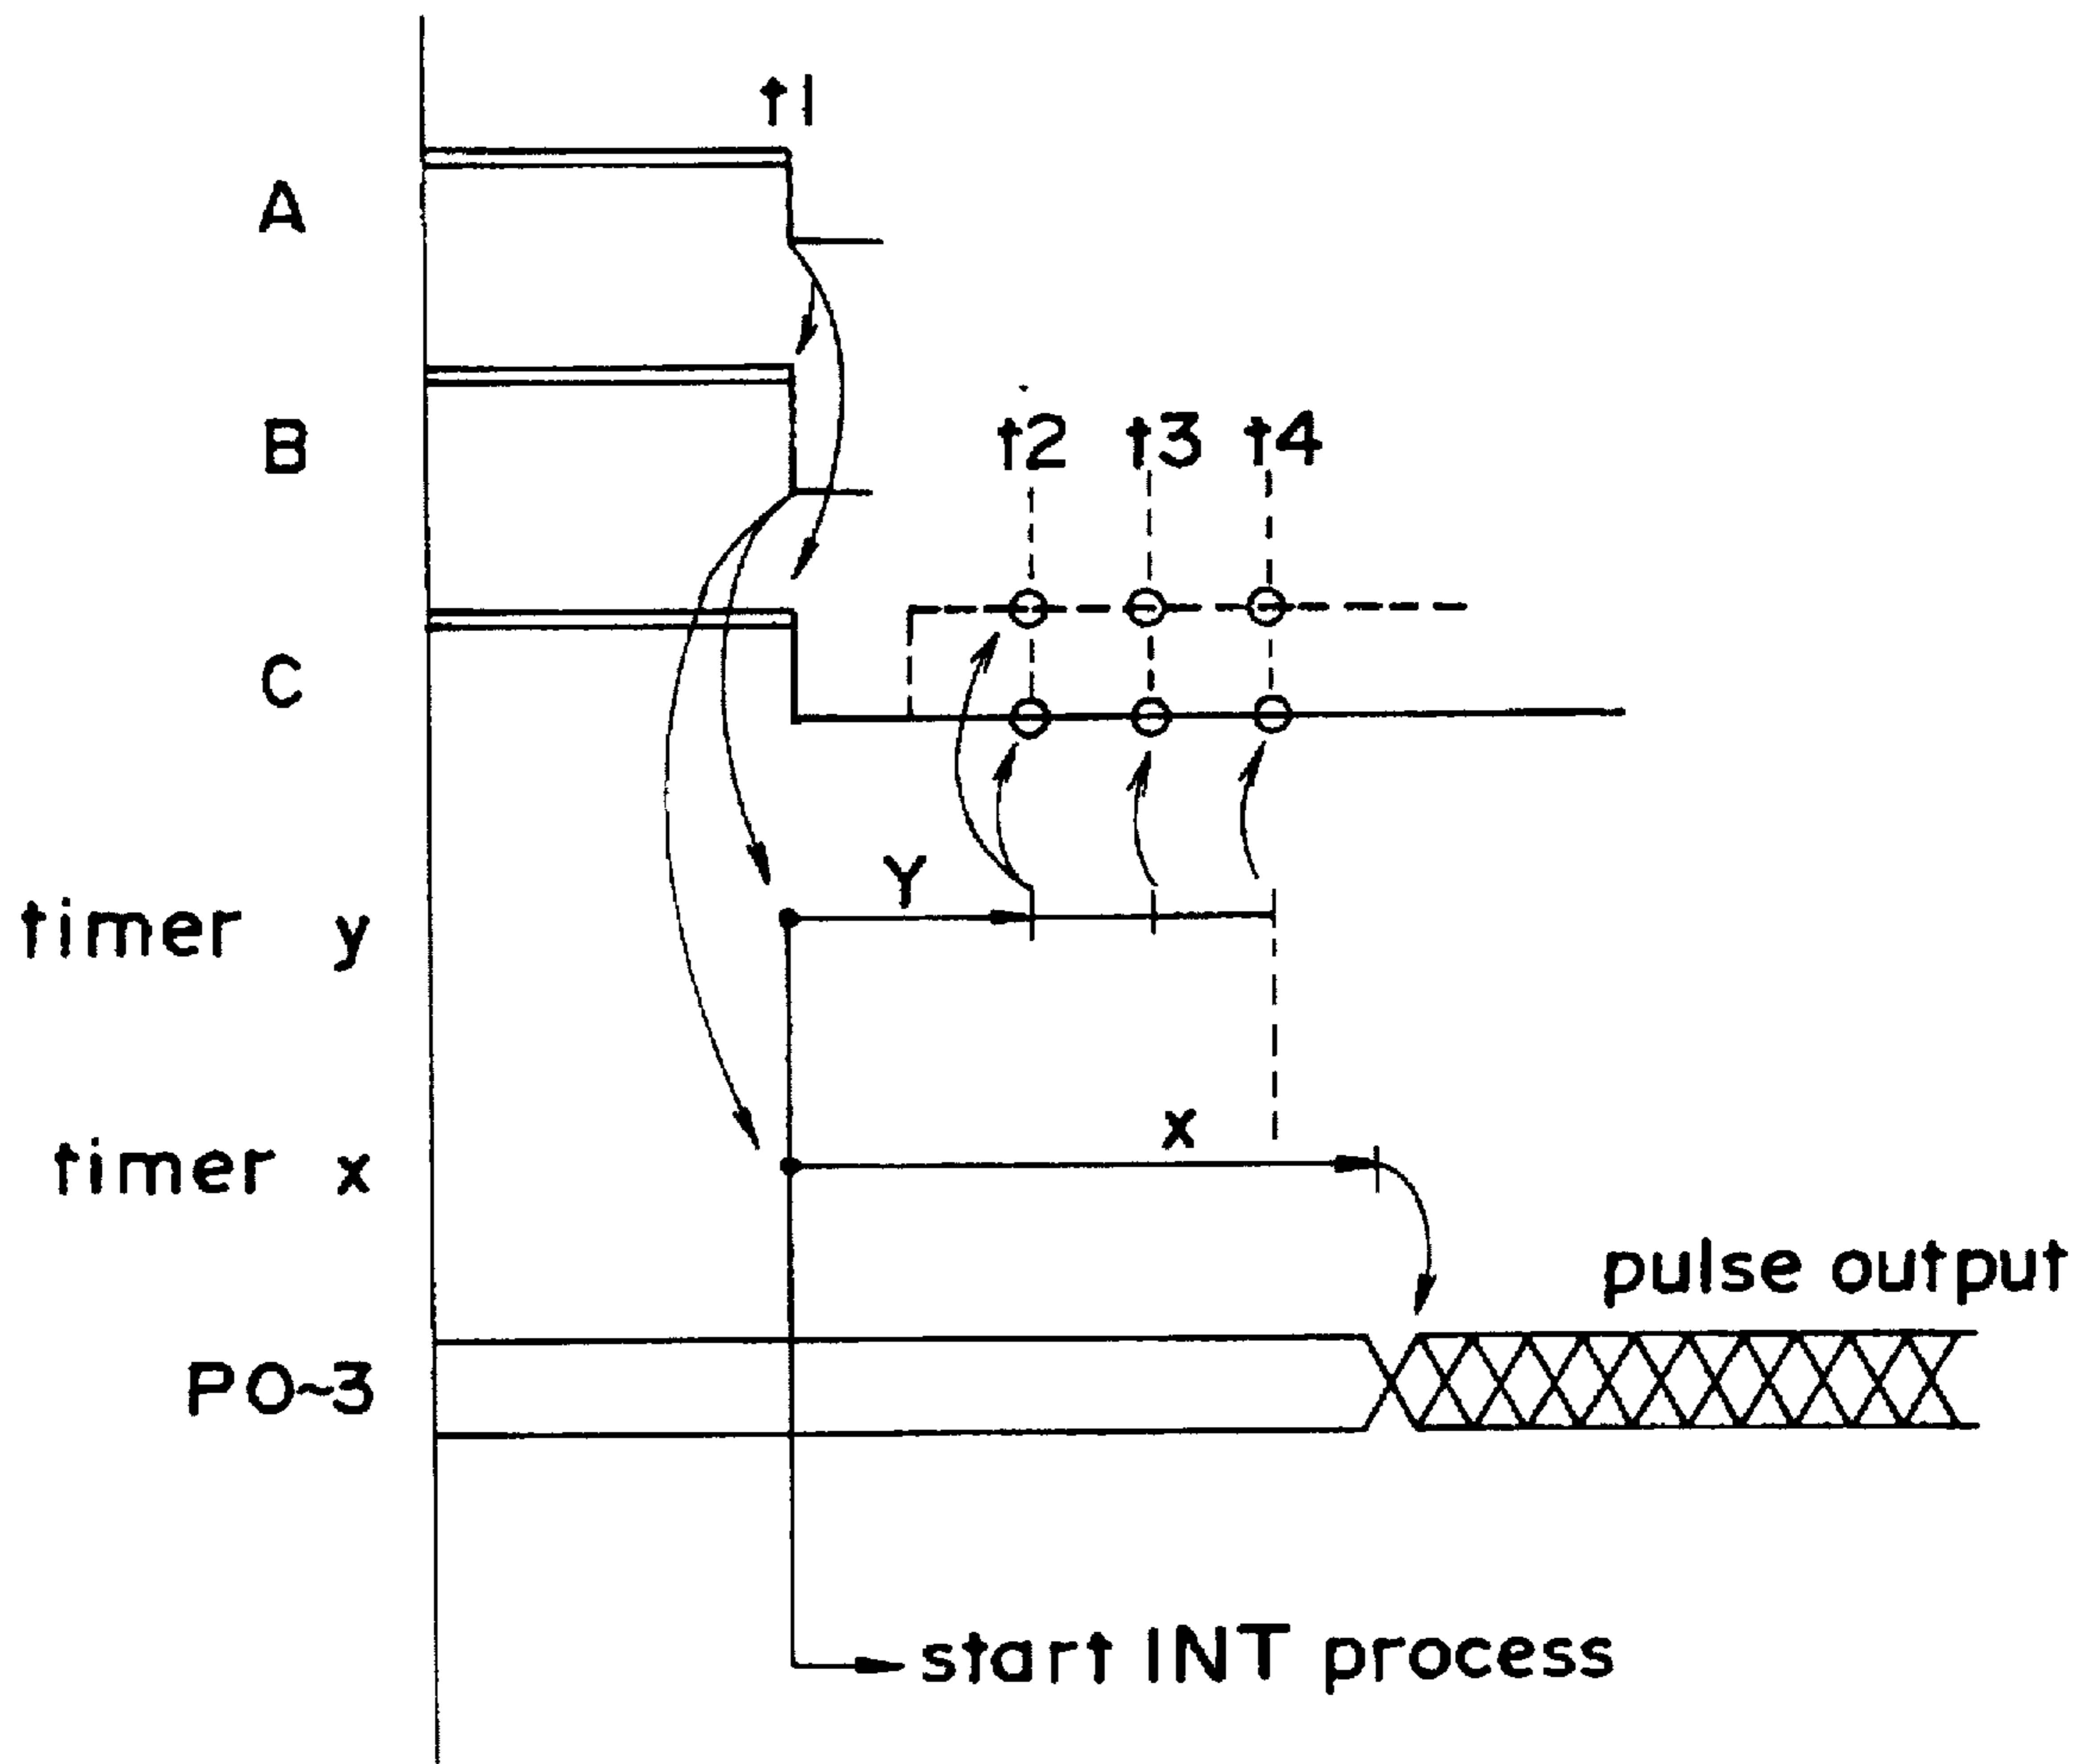 t1
A
B
t2 t3 t4
C
Y
timer y
x
timer x
pulse output
PO~3
start INT process